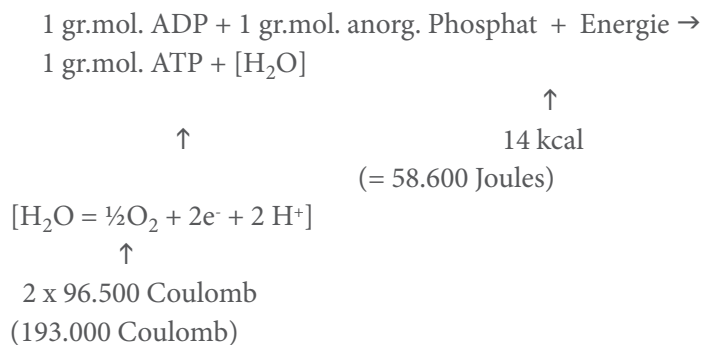 1 gr.mol. ADP + 1 gr.mol. anorg. Phosphat + Energie →
1 gr.mol. ATP + [H₂O]
↑
↑
14 kcal
(= 58.600 Joules)
[H₂O = ½O₂ + 2e⁻ + 2 H⁺]
↑
2 x 96.500 Coulomb
(193.000 Coulomb)